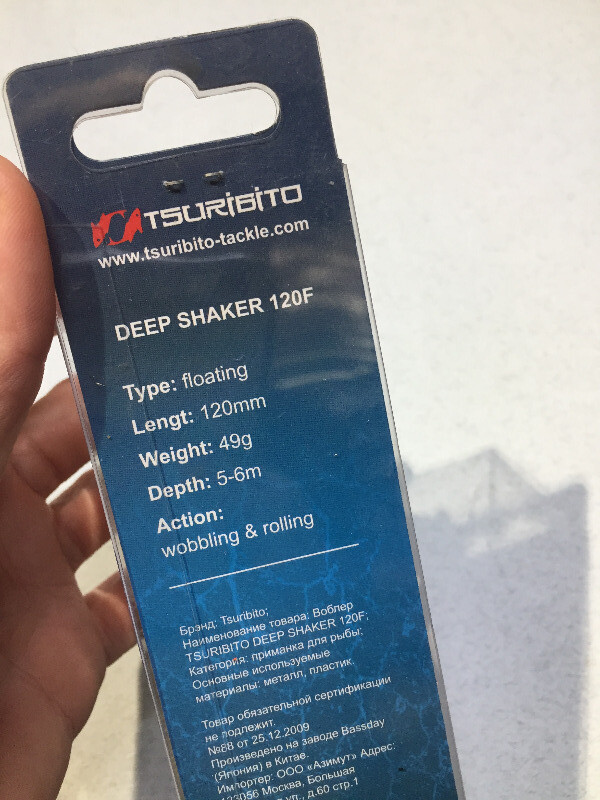 TSURIBITO
www.tsuribito-tackle.com
DEEP SHAKER 120F
Type: floating
Lengt: 120mm
Weight: 49g
Depth: 5-6m
Action:
wobbling & rolling
Брэнд: Tsuribito;
Наименование товара: Воблер
TSURIBITO DEEP SHAKER 120F;
Категория: приманка для рыбы;
Основные используемые
материалы: металл, пластик.
Товар обязательной сертификации
не подлежит.
№88 от 25.12.2009
Произведено на заводе Bassday
(Япония) в Китае.
Импортер: ООО «Азимут» Адрес:
123056 Москва, Большая
ул., д.60 стр.1